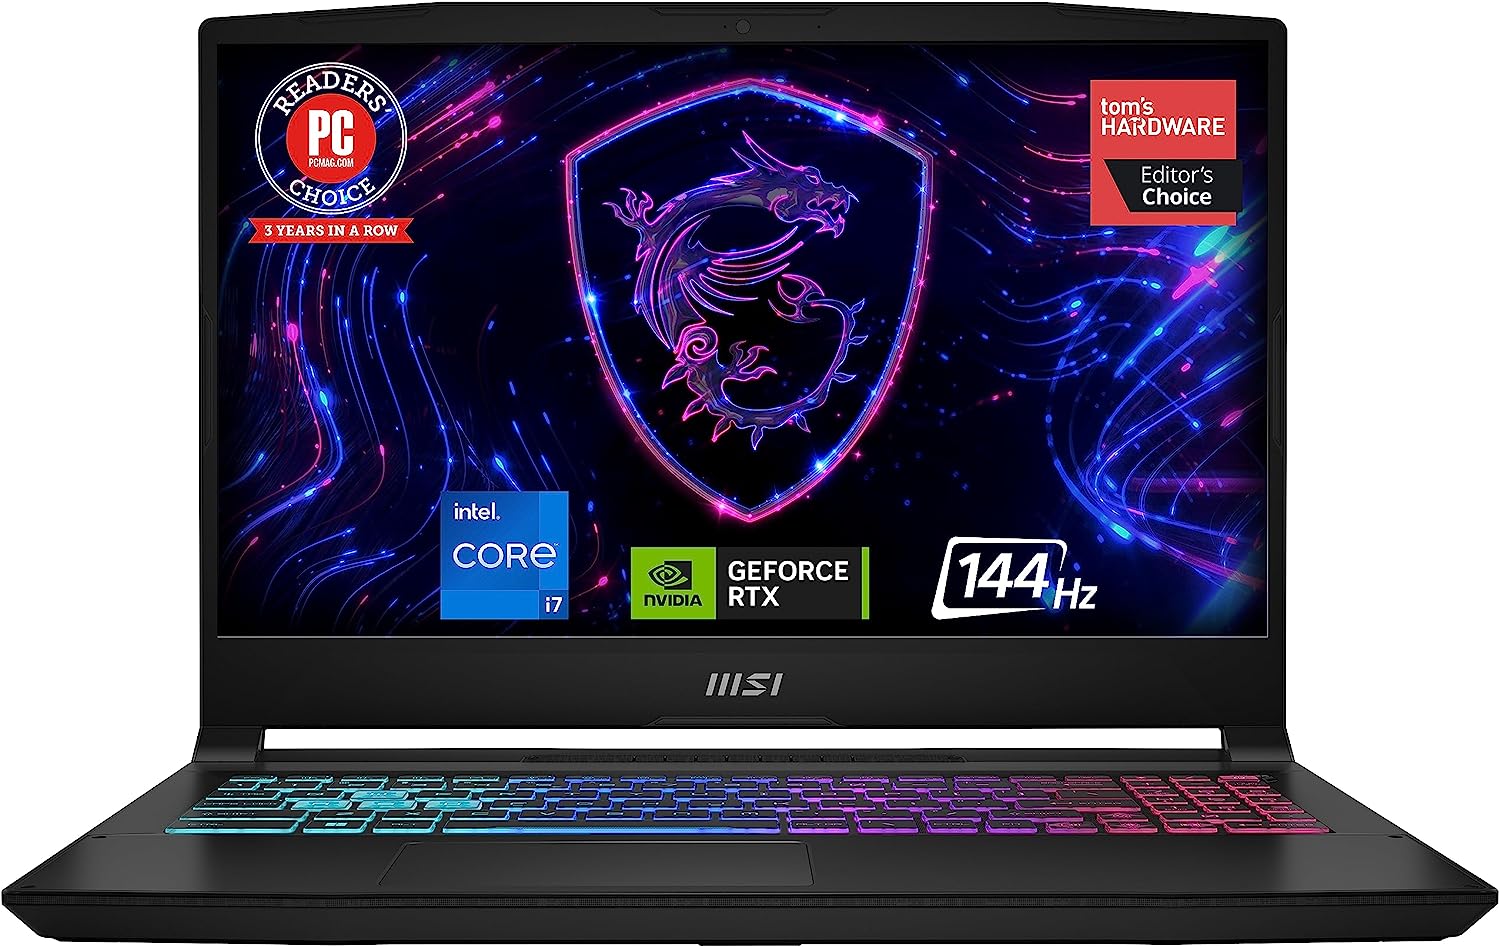 READERS'
PC
PCMAG.COM
CHOICE
3 YEARS IN A ROW
tom's
HARDWARE
Editor's
Choice
intel.
CORE
i7
NVIDIA
GEFORCE
RTX
144Hz
msi